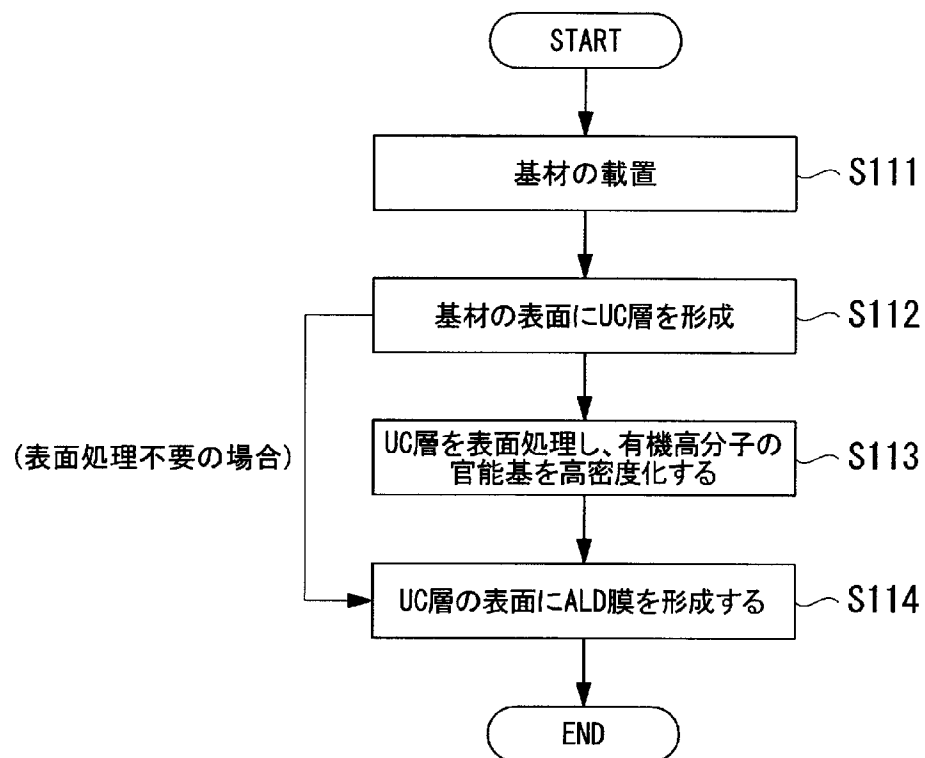 START
基材の載置
S111
基材の表面にUC層を形成
S112
(表面処理不要の場合)
UC層を表面処理し、有機高分子の
官能基を高密度化する
S113
UC層の表面にALD膜を形成する
S114
END